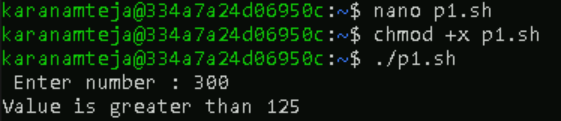 karanamteja@334a7a24d06950c:~$ nano p1.sh
karanamteja@334a7a24d06950c:~$ chmod +x p1.sh
karanamteja@334a7a24d06950c:~$ ./p1.sh
 Enter number : 300
Value is greater than 125